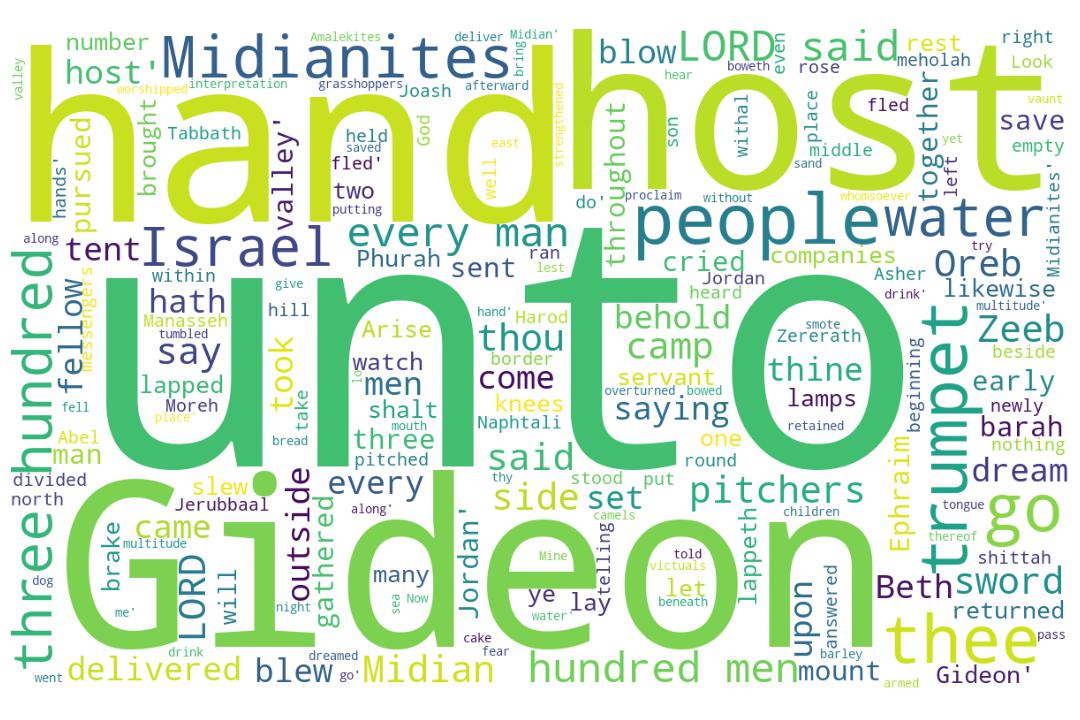 hand
host
unto
Gideon
Midianites
LORD
said
blow
even
boweth
hear
rose
meholah
rest
right
Look
vaunt
save
empty
number
host'
Amalekites
deliver
Midian'
bring
worshipped
interpretation
grasshoppers
Joash
afterward
valley
brought
Tabbath
pursued
hands'
valley'
held
saved
fled'
two
putting
God
well
east
strengthened
throughout
son
withal
sand
place
middle
fled
together
left
yet
do'
proclaim
without
whomsoever
people
water
Midianites '
along
tent
Israel
every man
Phurah
sent
ran
lest
cried
Jordan
heard
companies
try
Asher
drink'
Oreb
likewise
multitude'
Zeeb
beside
within
hath
Manasseh
tumbled
say
lapped
Moreh
place
give
hill
took
take
bread
Arise
watch
lo
men
shalt
mouth
three
pitched
hand'
Harod
thou
border
come
knees
Naphtali
behold
camp
servant
overturned
bowed
saying
one
round
smote
Zererath
thine
lamps
retained
beginning
trumpet
early
newly
barah
nothing
dream
three hundred
fellow
messengers
fell
Abel
man
divided
north
slew
Jerubbaal
came
multitude
brake
dog
me'
LORD
will
outside
gathered
night
every
along'
many
sea
Now
Jordan'
said
thy
stood
put
side
set
camels
Mine
ye
water'
lay
telling
told
victuals
let
beneath
pitchers
lappeth
children
upon
answered
Ephraim
tongue
thereof
go
shittah
Beth
sword
returned
thee
pass
Gideon'
armed
went
delivered
drink
blew
dreamed
go'
Midian
cake
fear
hundred men
barley
mount